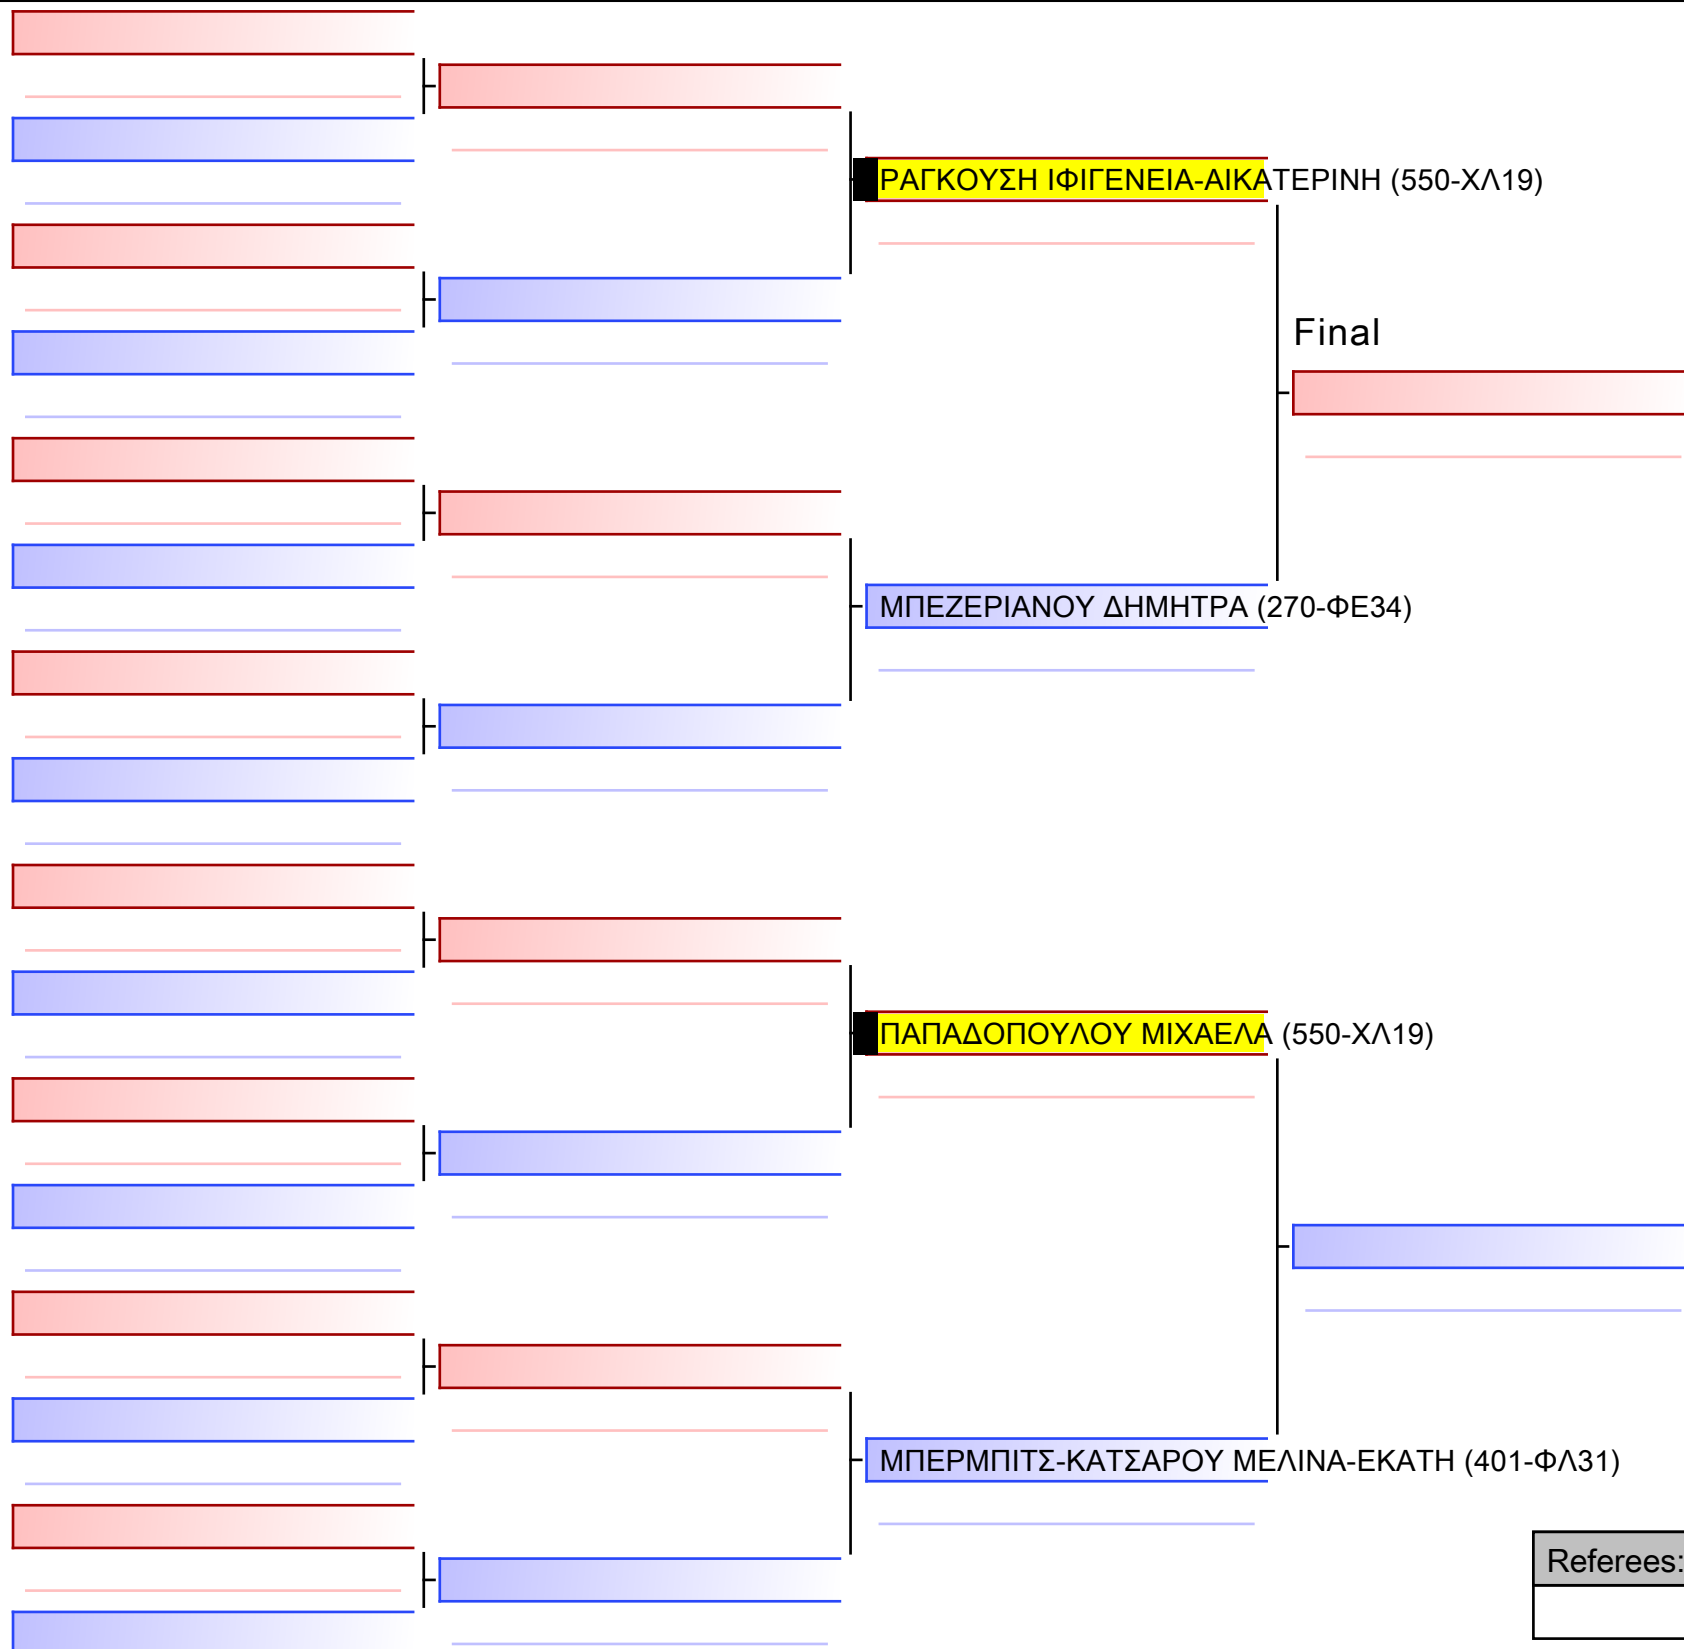 ΡΑΓΚΟΥΣΗ ΙΦΙΓΕΝΕΙΑ-ΑΙΚΑΤΕΡΙΝΗ (550-ΧΛ19)
Final
ΜΠΕΖΕΡΙΑΝΟΥ ΔΗΜΗΤΡΑ (270-ΦΕ34)
ΠΑΠΑΔΟΠΟΥΛΟΥ ΜΙΧΑΕΛΑ (550-ΧΛ19)
ΜΠΕΡΜΠΙΤΣ-ΚΑΤΣΑΡΟΥ ΜΕΛΙΝΑ-ΕΚΑΤΗ (401-ΦΛ31)
Referees: